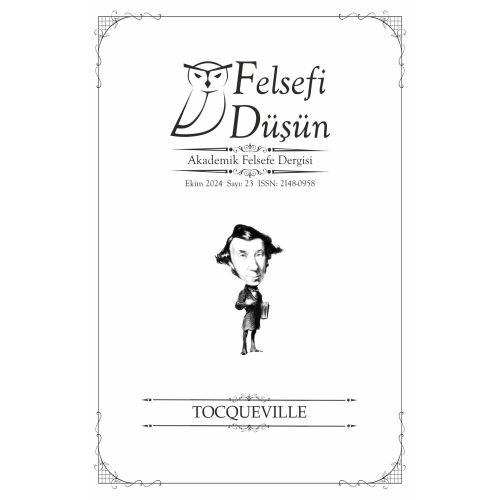 Felsefi
Düşün
Akademik Felsefe Dergisi
Ekim 2024 Sayı: 23 ISSN: 2148-0958
TOCQUEVILLE